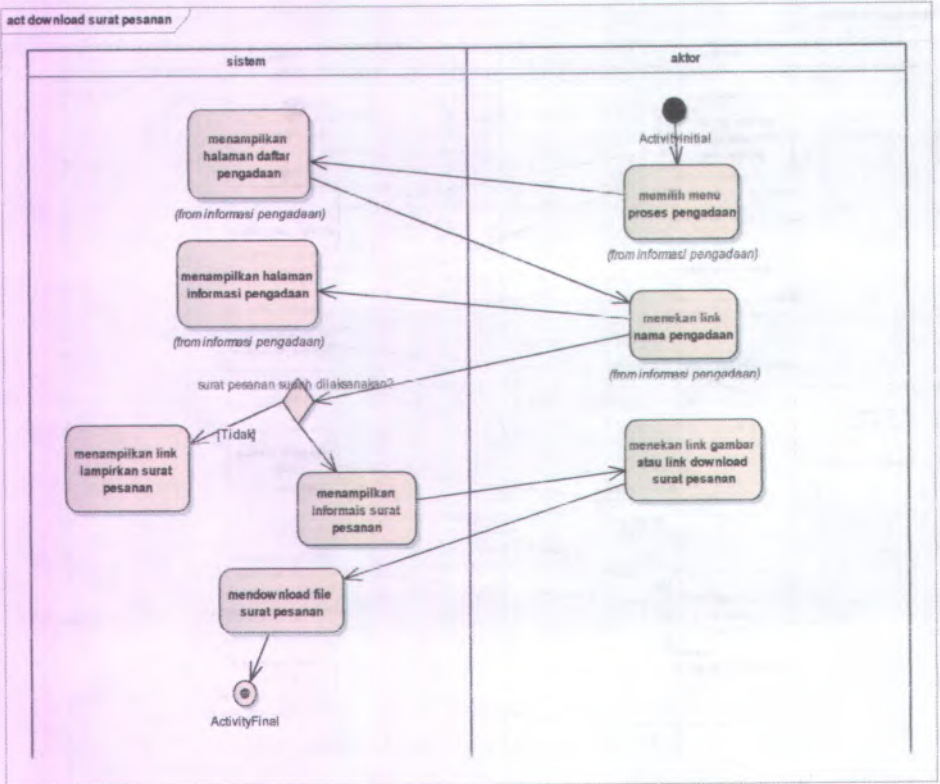 act download surat pesanan
sistem
aktor
ActivityInitial
menampilkan
halaman daftar
pengadaan
(from informasi pengadaan)
memilih menu
proses pengadaan
(from informasi pengadaan)
menampilkan halaman
informasi pengadaan
(from informasi pengadaan)
menekan link
nama pengadaan
(from informasi pengadaan)
surat pesanan sudah dilaksanakan?
[Tidak]
menampilkan link
lampirkan surat
pesanan
menampilkan
informais surat
pesanan
menekan link gambar
atau link download
surat pesanan
mendownload file
surat pesanan
ActivityFinal